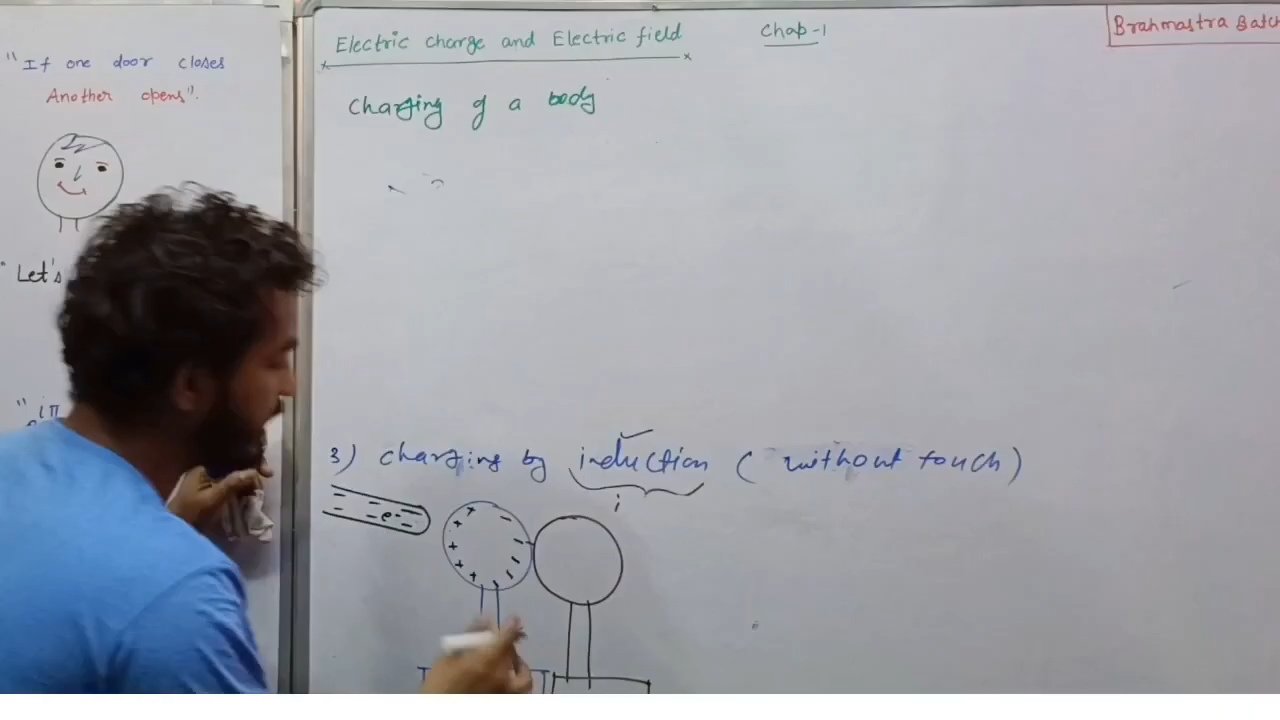 "If one door closes
Another opens".
"Let's
Electric charge and Electric field
Chap-1
Brahmastra Batch
Charging of a body
3) charging by induction ( without touch )
i
e-